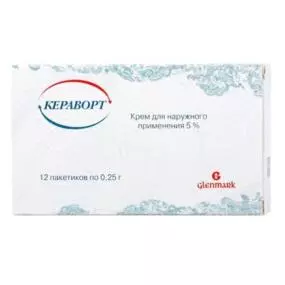 КЕРАВОРТ
Крем для наружного
применения 5 %
12 пакетиков по 0,25 г.
G
Glenmark